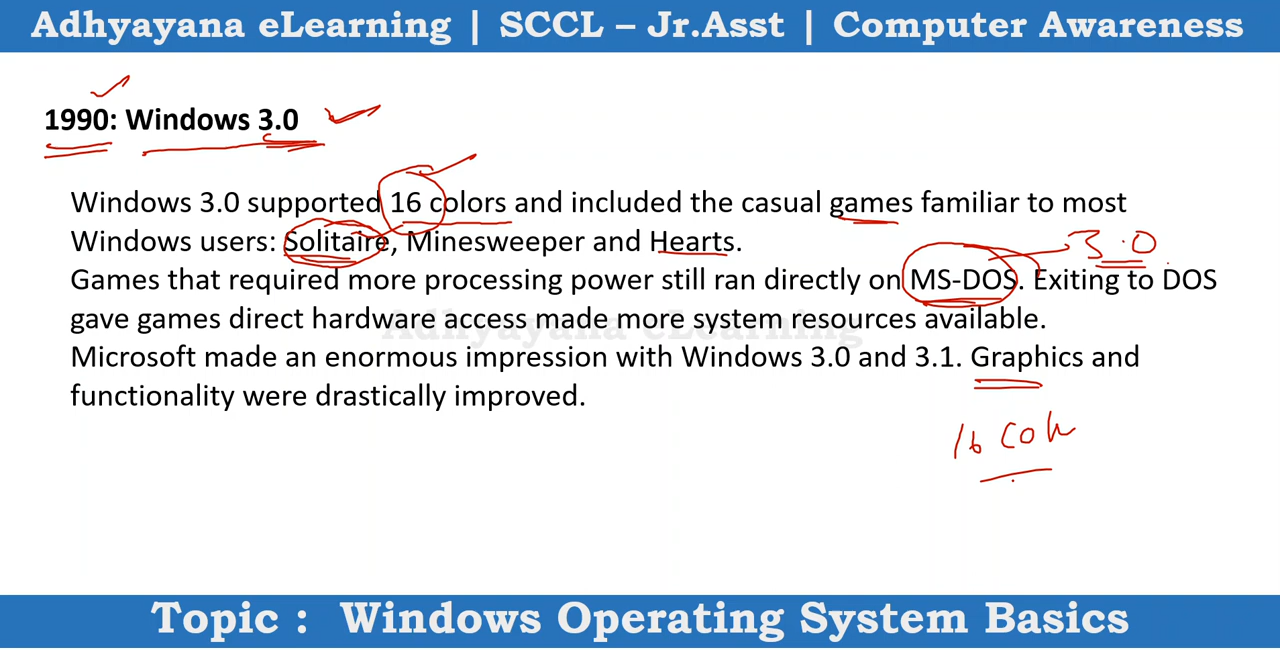 Adhyayana eLearning | SCCL – Jr.Asst | Computer Awareness
1990: Windows 3.0
Windows 3.0 supported 16 colors and included the casual games familiar to most
Windows users: Solitaire, Minesweeper and Hearts.
3.0
Games that required more processing power still ran directly on MS-DOS. Exiting to DOS
gave games direct hardware access made more system resources available.
Adhyayana eLearning
Microsoft made an enormous impression with Windows 3.0 and 3.1. Graphics and
functionality were drastically improved.
16
Topic : Windows Operating System Basics